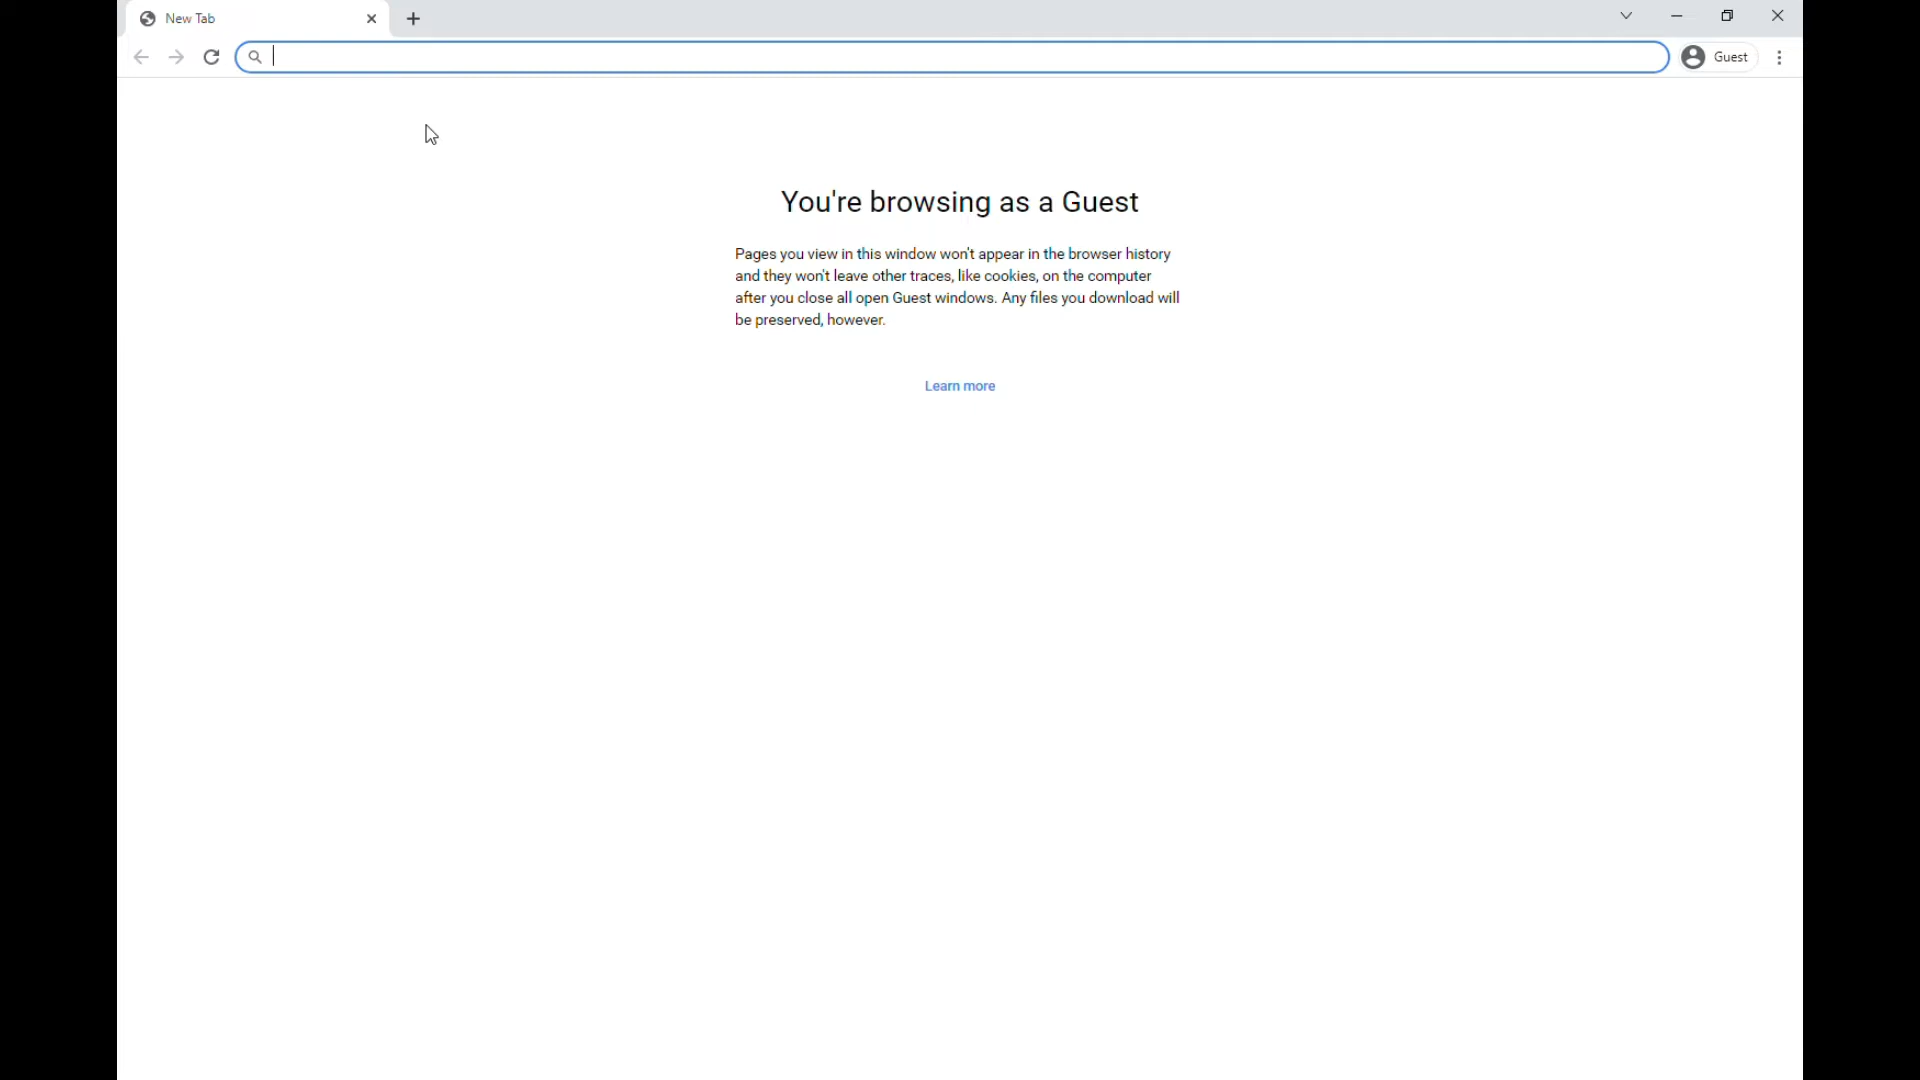 New Tab
Guest
You're browsing as a Guest
Pages you view in this window won't appear in the browser history
and they won't leave other traces, like cookies, on the computer
after you close all open Guest windows. Any files you download will
be preserved, however.
Learn more